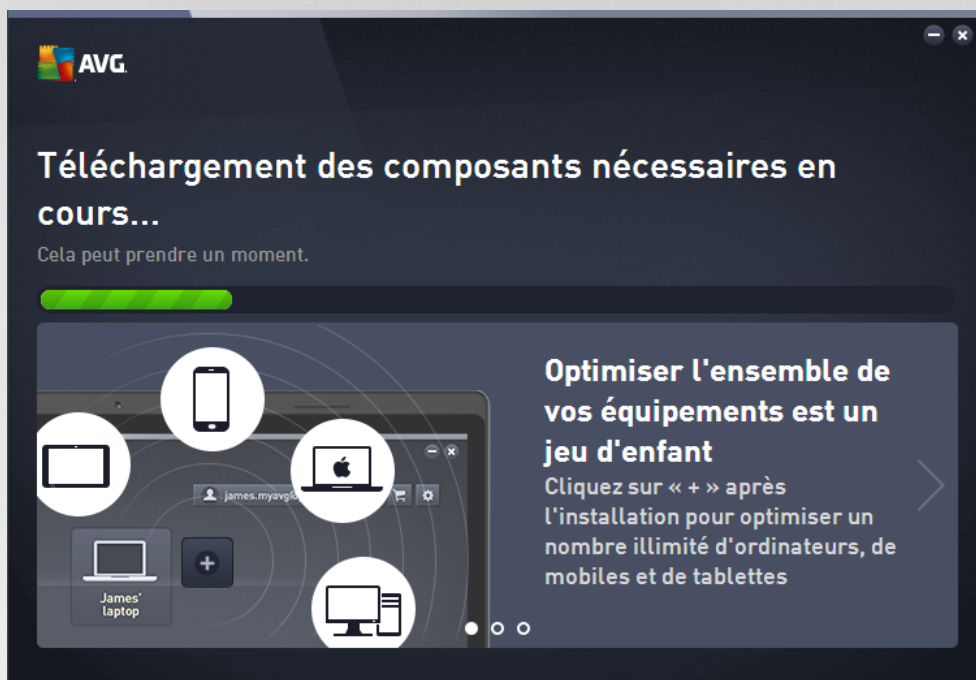 AVG
Téléchargement des composants nécessaires en
cours...
Cela peut prendre un moment.
Optimiser l'ensemble de
vos équipements est un
jeu d'enfant
Cliquez sur « + » après
l'installation pour optimiser un
nombre illimité d'ordinateurs, de
mobiles et de tablettes
james.myavg
James'
laptop